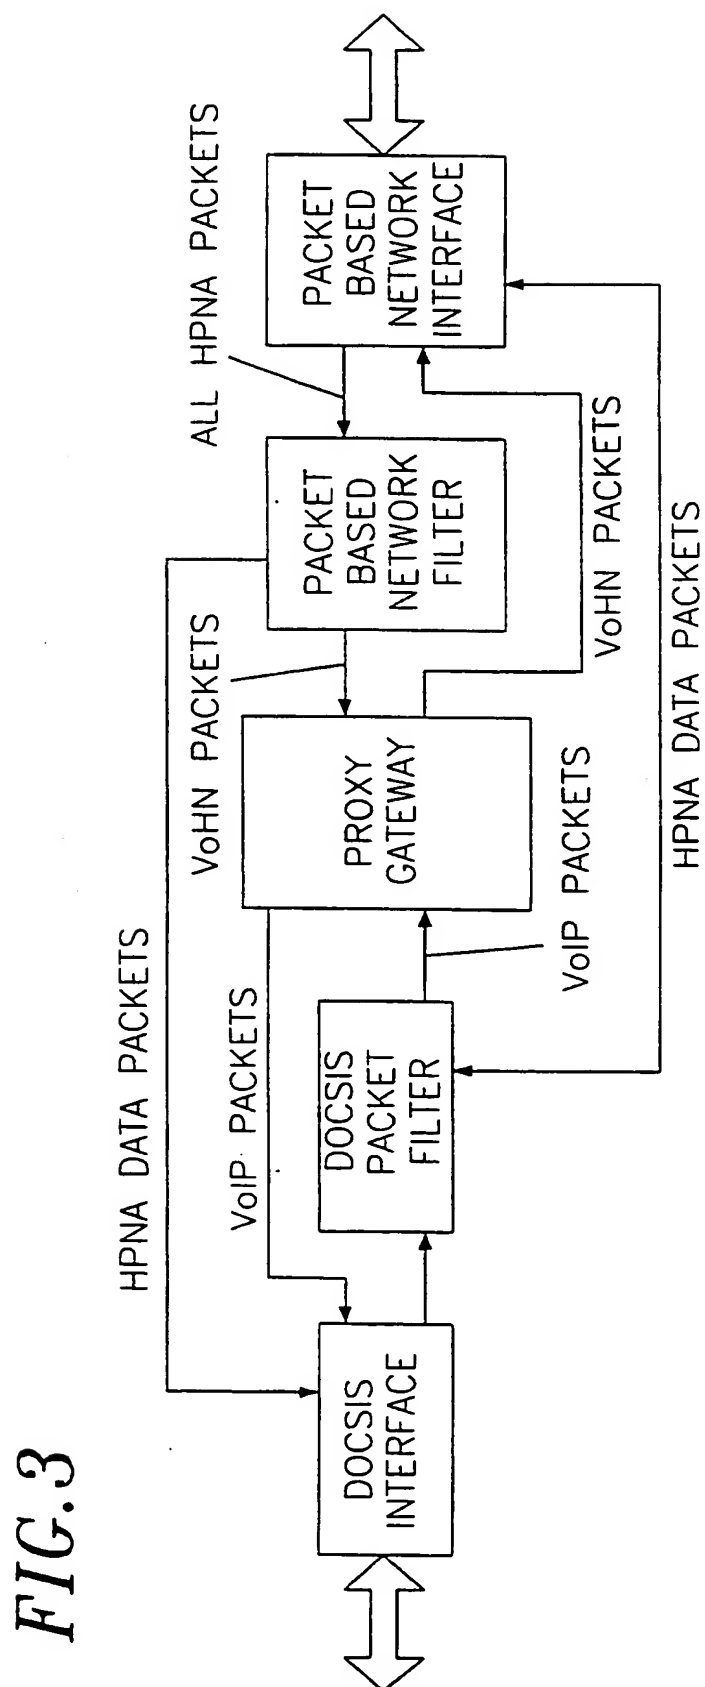 FIG.3
HPNA DATA PACKETS
VoHN PACKETS
ALL HPNA PACKETS
VoIP PACKETS
DOCSIS
INTERFACE
DOCSIS
PACKET
FILTER
PROXY
GATEWAY
PACKET
BASED
NETWORK
FILTER
PACKET
BASED
NETWORK
INTERFACE
VoIP PACKETS
VoHN PACKETS
HPNA DATA PACKETS